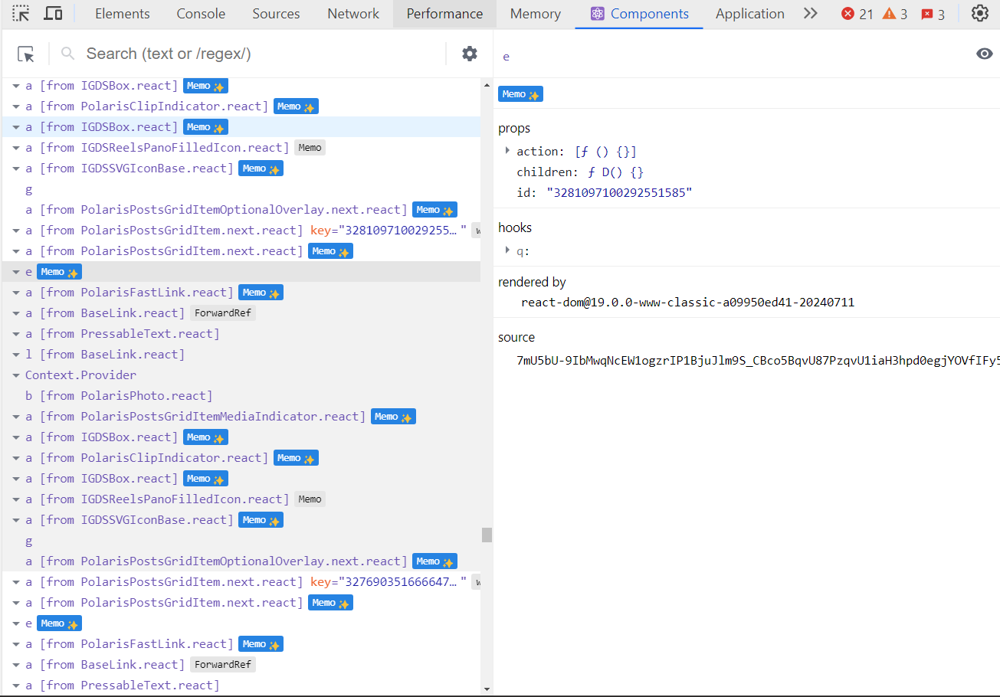 Elements Console Sources Network Performance Memory Components Application 21 3 3
Search (text or /regex/)
a [from IGDSBox.react] Memo ✨
a [from PolarisClipIndicator.react] Memo ✨
a [from IGDSBox.react] Memo ✨
a [from IGDSReelsPanoFilledIcon.react] Memo
a [from IGDSSVGIconBase.react] Memo ✨
g
a [from PolarisPostsGridItemOptionalOverlay.next.react] Memo ✨
a [from PolarisPostsGridItem.next.react] key="328109710029255… "
a [from PolarisPostsGridItem.next.react] Memo ✨
e Memo ✨
a [from PolarisFastLink.react] Memo ✨
a [from BaseLink.react] ForwardRef
a [from PressableText.react]
l [from BaseLink.react]
Context.Provider
b [from PolarisPhoto.react]
a [from PolarisPostsGridItemMediaIndicator.react] Memo ✨
a [from IGDSBox.react] Memo ✨
a [from PolarisClipIndicator.react] Memo ✨
a [from IGDSBox.react] Memo ✨
a [from IGDSReelsPanoFilledIcon.react] Memo
a [from IGDSSVGIconBase.react] Memo ✨
g
a [from PolarisPostsGridItemOptionalOverlay.next.react] Memo ✨
a [from PolarisPostsGridItem.next.react] key="327690351666647… "
a [from PolarisPostsGridItem.next.react] Memo ✨
e Memo ✨
a [from PolarisFastLink.react] Memo ✨
a [from BaseLink.react] ForwardRef
a [from PressableText.react]
e
Memo ✨
props
action: [ƒ () {}]
children: ƒ D() {}
id: "3281097100292551585"
hooks
q:
rendered by
react-dom@19.0.0-www-classic-a09950ed41-20240711
source
7mU5bU-9IbMwqNcEW1ogzrIP1BjuJlm9S_CBco5BqvU87PzqvU1iaH3hpd0egjYOVfIFy5